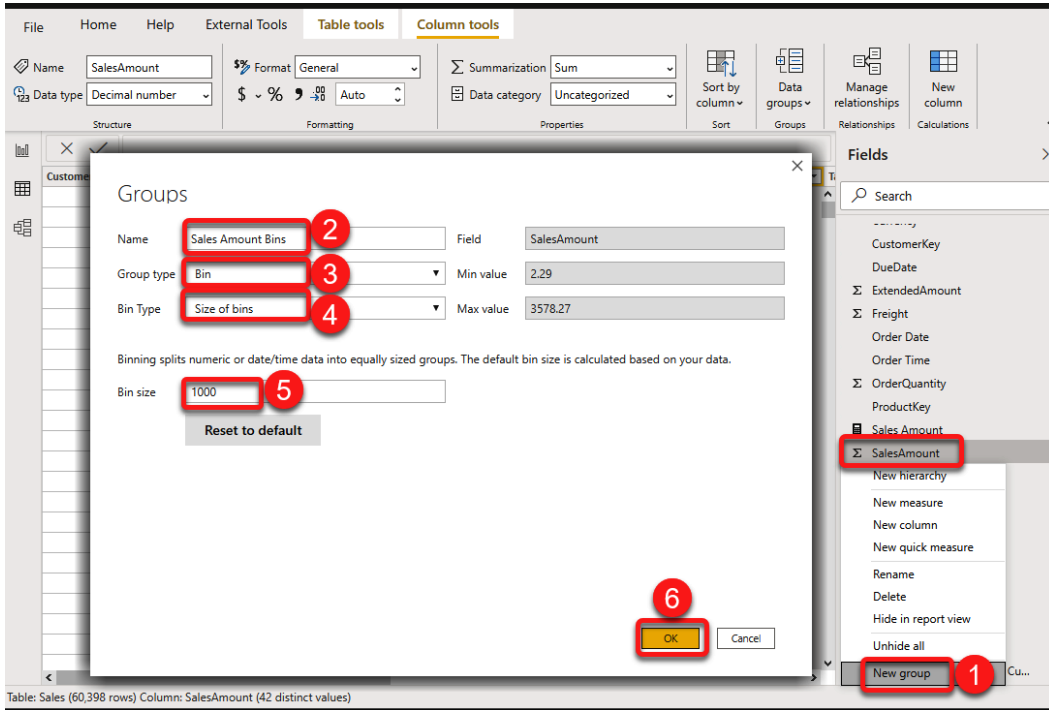 File Home Help External Tools Table tools Column tools
Name SalesAmount $% Format General Σ Summarization Sum
Data type Decimal number $ % 9 .00 Auto Data category Uncategorized
Sort by column
Data groups
Manage relationships
New column
Structure Formatting Properties Sort Groups Relationships Calculations
Fields
Search
CustomerKey
DueDate
Σ ExtendedAmount
Σ Freight
Order Date
Order Time
Σ OrderQuantity
ProductKey
Sales Amount
Σ SalesAmount
New hierarchy
New measure
New column
New quick measure
Rename
Delete
Hide in report view
Unhide all
New group 1 Cu...
Custome
Groups
Name Sales Amount Bins 2 Field SalesAmount
Group type Bin 3 Min value 2.29
Bin Type Size of bins 4 Max value 3578.27
Binning splits numeric or date/time data into equally sized groups. The default bin size is calculated based on your data.
Bin size 1000 5
Reset to default
6
OK Cancel
Table: Sales (60,398 rows) Column: SalesAmount (42 distinct values)